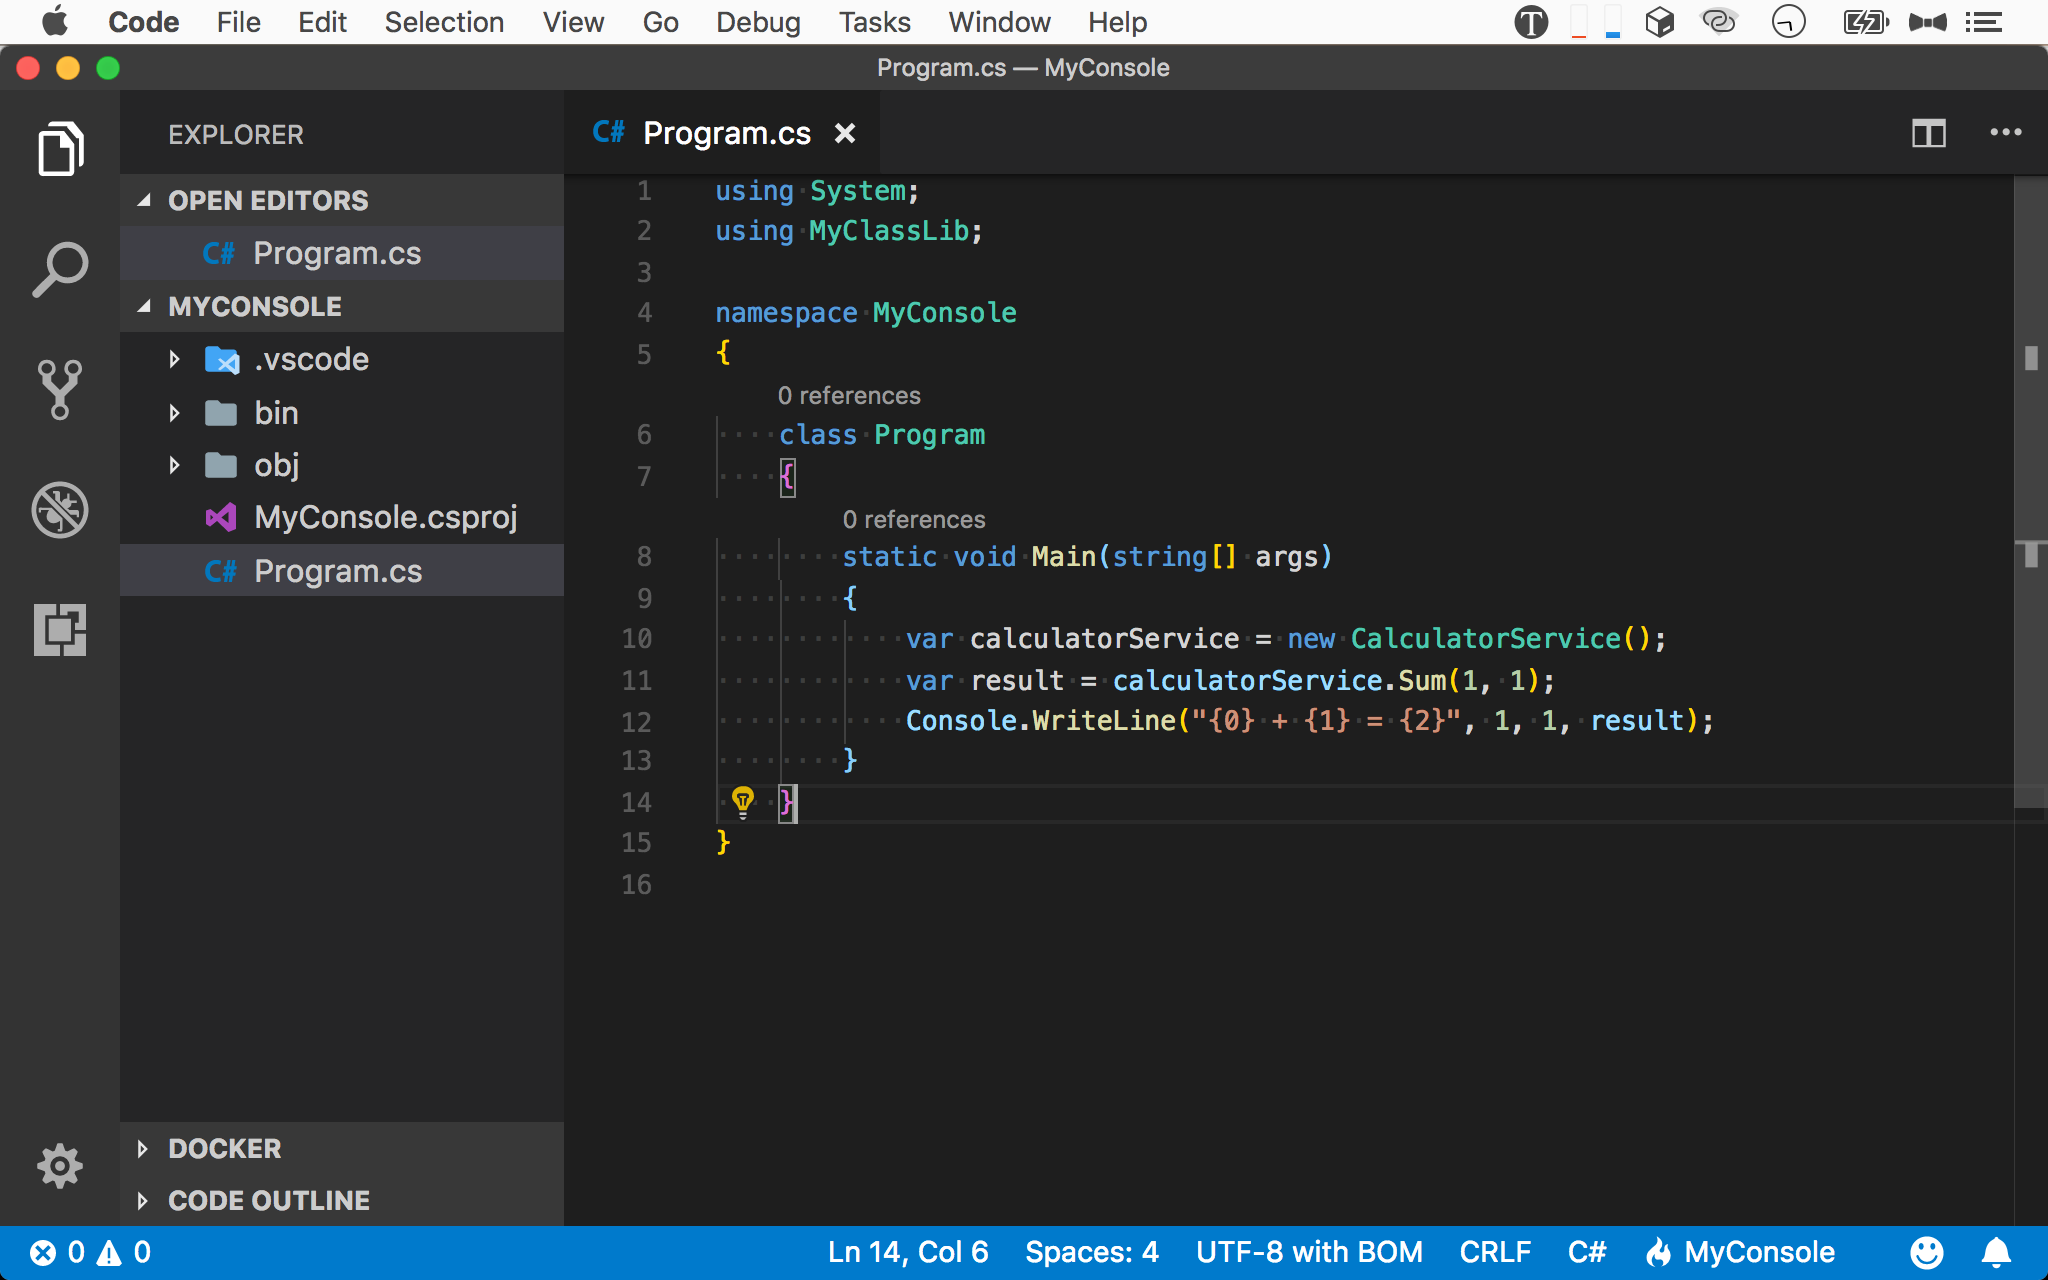 Code File Edit Selection View Go Debug Tasks Window Help
Program.cs — MyConsole
EXPLORER
OPEN EDITORS
C# Program.cs
MYCONSOLE
.vscode
bin
obj
MyConsole.csproj
C# Program.cs
DOCKER
CODE OUTLINE
C# Program.cs
1 using System;
2 using MyClassLib;
3
4 namespace MyConsole
5 {
0 references
6 class Program
7 {
0 references
8 static void Main(string[] args)
9 {
10 var calculatorService = new CalculatorService();
11 var result = calculatorService.Sum(1, 1);
12 Console.WriteLine("{0} + {1} = {2}", 1, 1, result);
13 }
14 }
15 }
16
0 0 Ln 14, Col 6 Spaces: 4 UTF-8 with BOM CRLF C# MyConsole